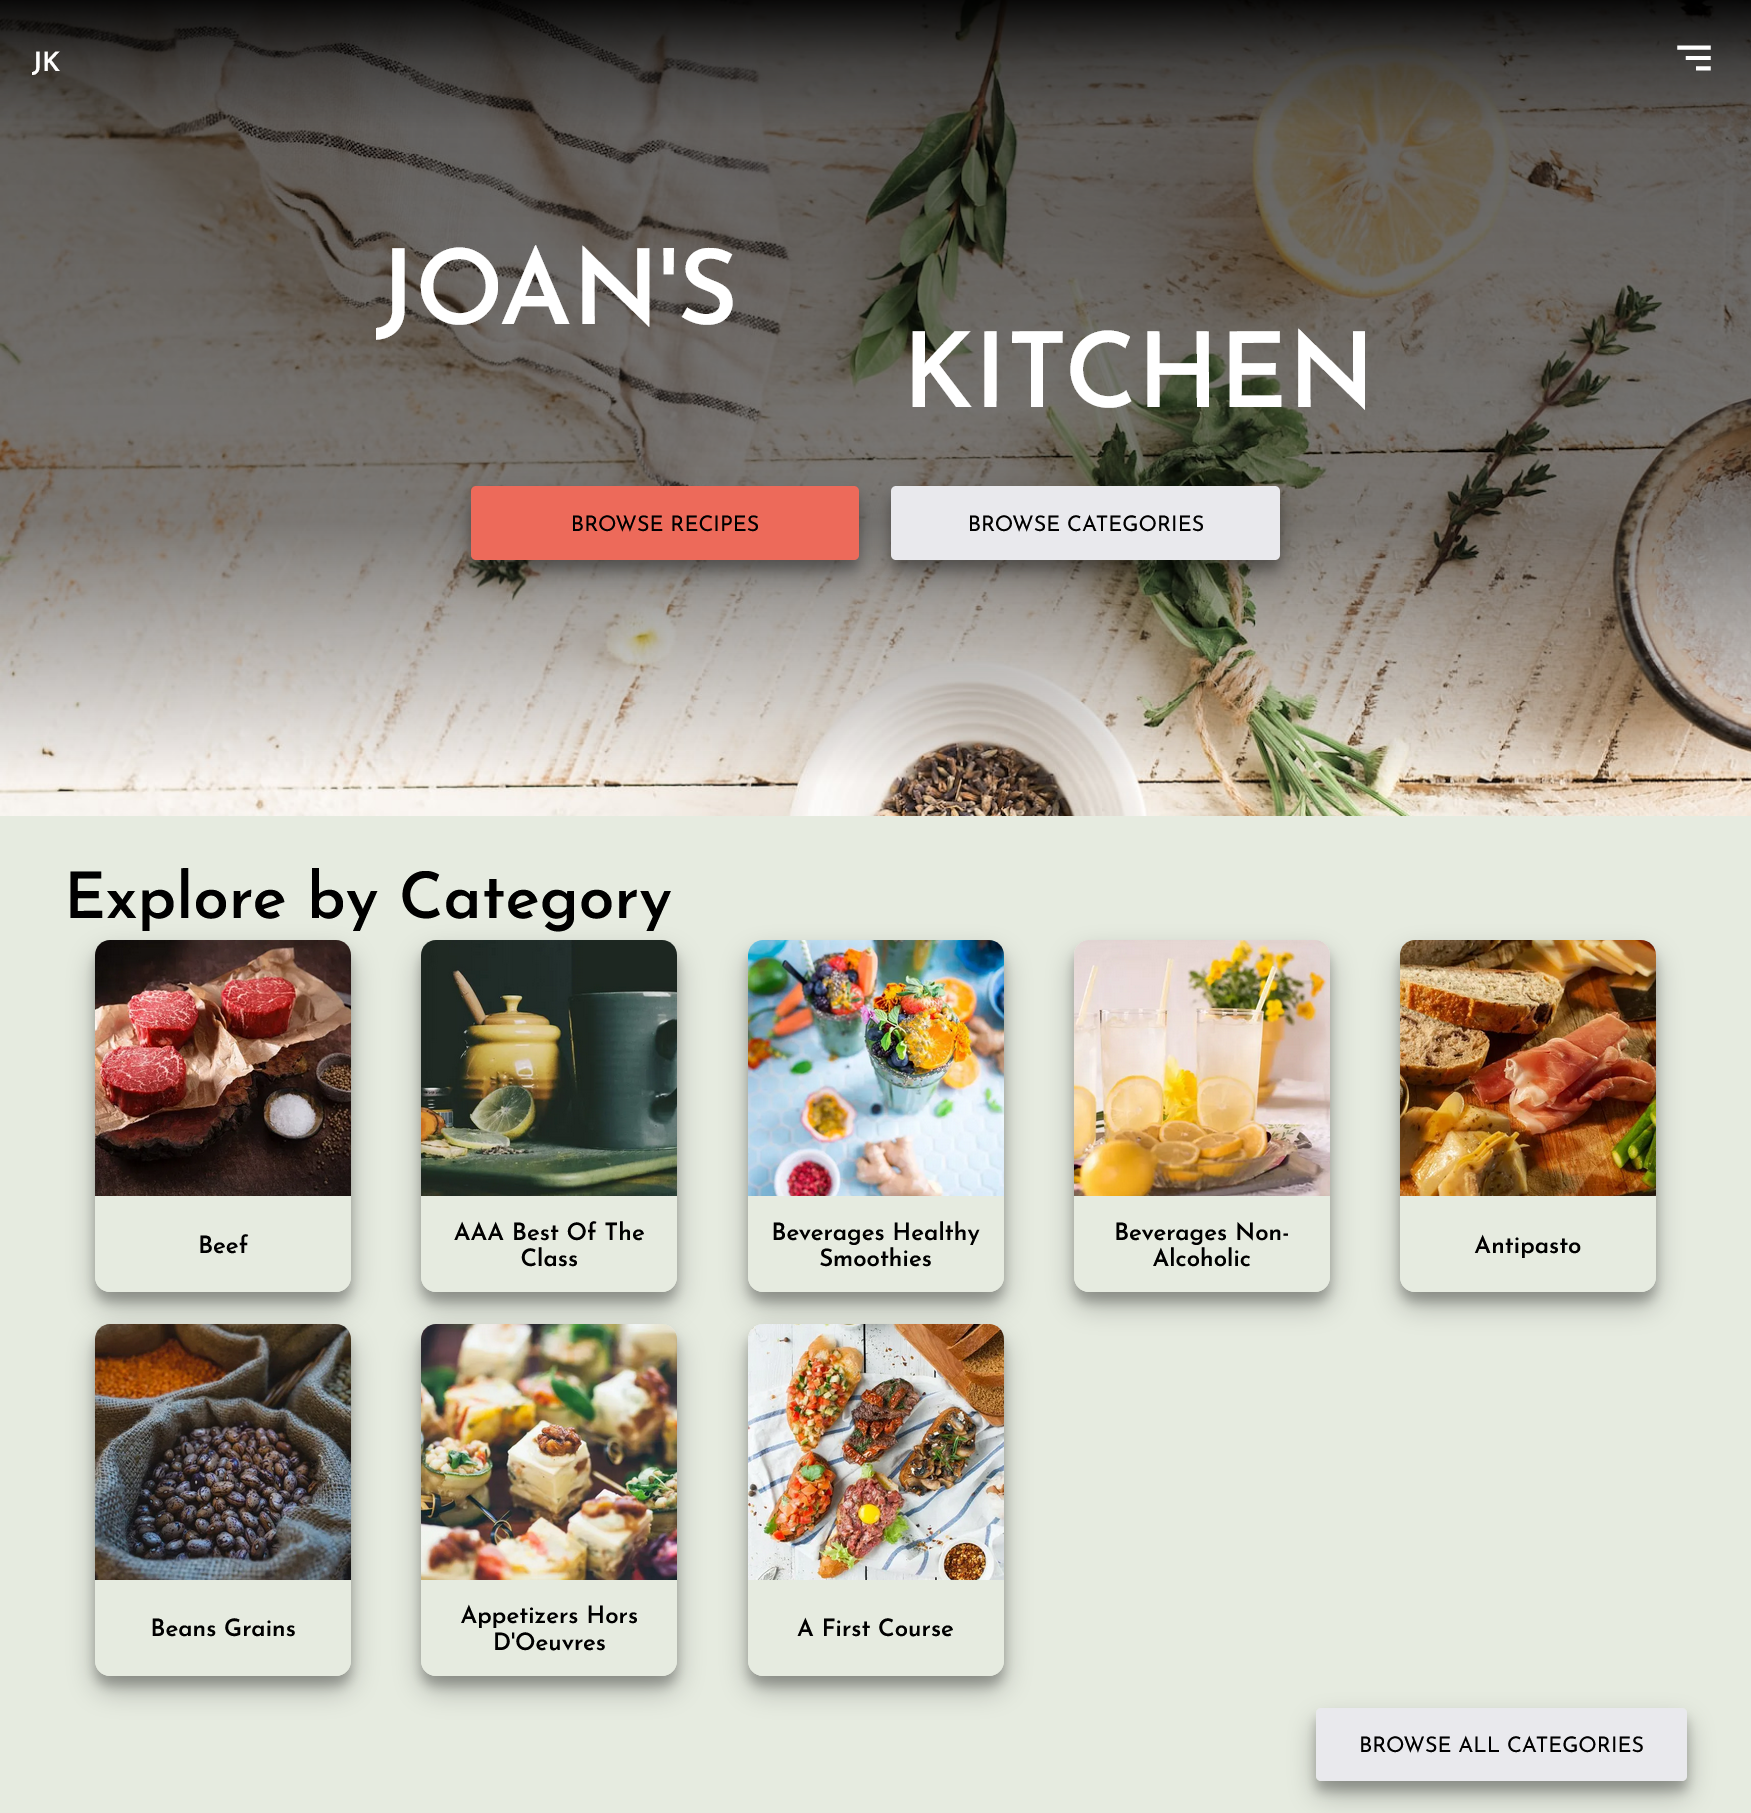 JK
JOAN'S
KITCHEN
BROWSE RECIPES
BROWSE CATEGORIES
Explore by Category
Beef
AAA Best Of The
Class
Beverages Healthy
Smoothies
Beverages Non-
Alcoholic
Antipasto
Beans Grains
Appetizers Hors
D'Oeuvres
A First Course
BROWSE ALL CATEGORIES